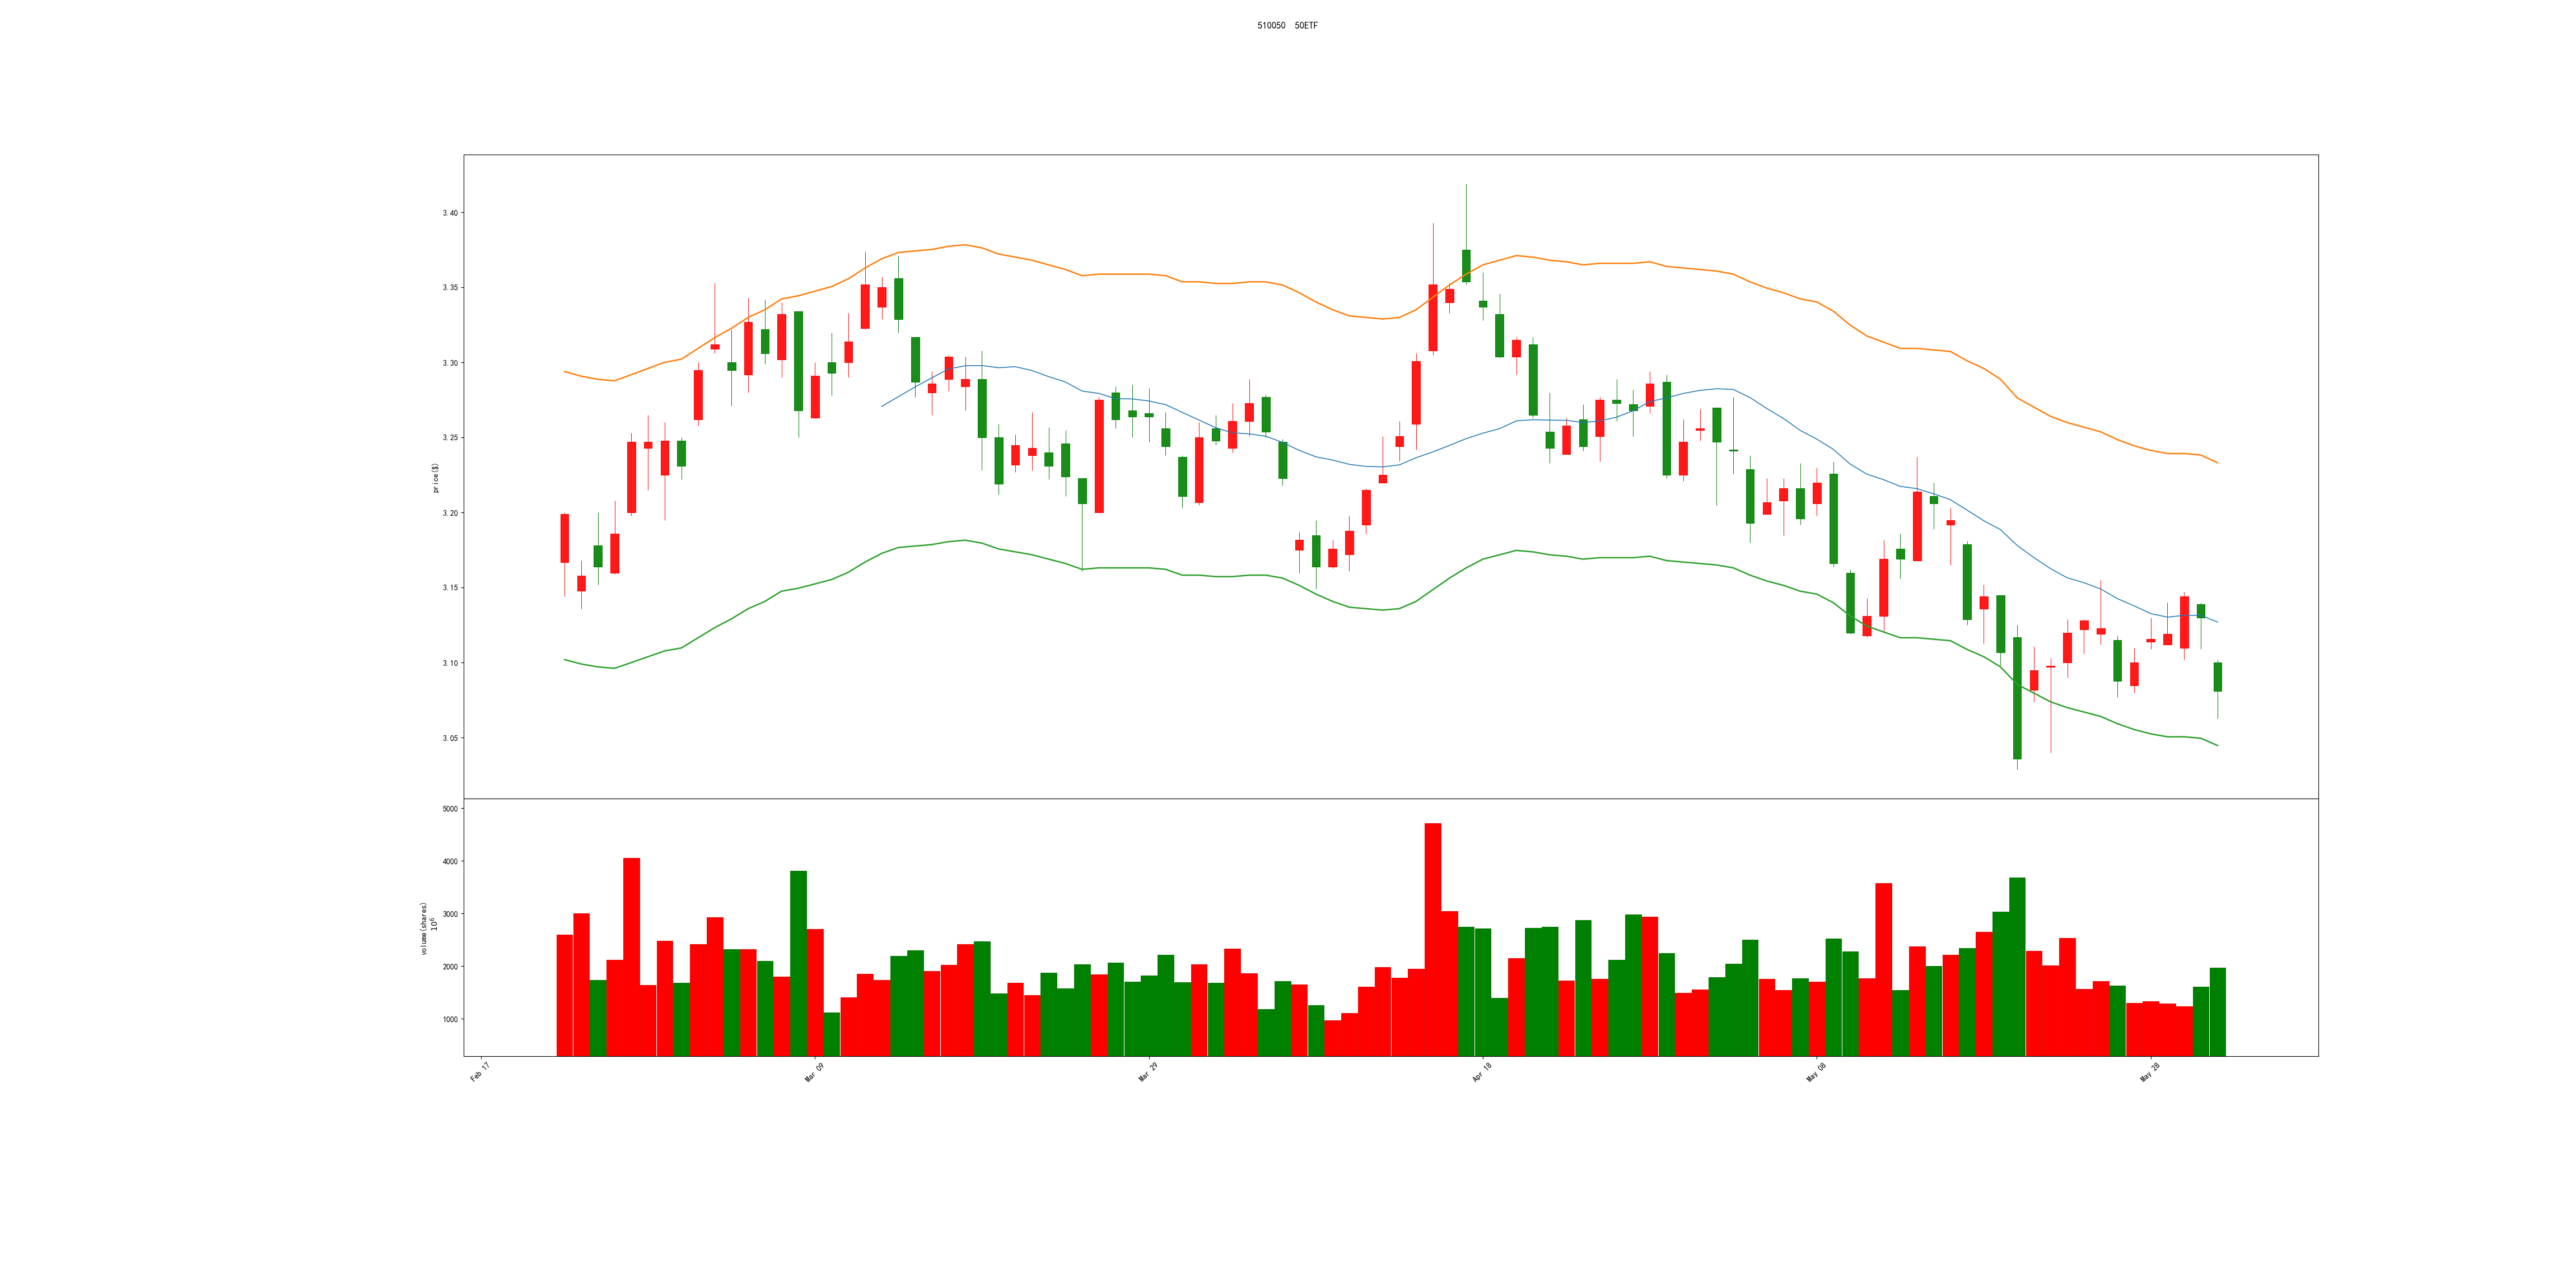 510050  50ETF
price($)
3.40
3.35
3.30
3.25
3.20
3.15
3.10
3.05
volume(shares)
10^6
5000
4000
3000
2000
1000
Feb 17
Mar 09
Mar 29
Apr 18
May 08
May 28